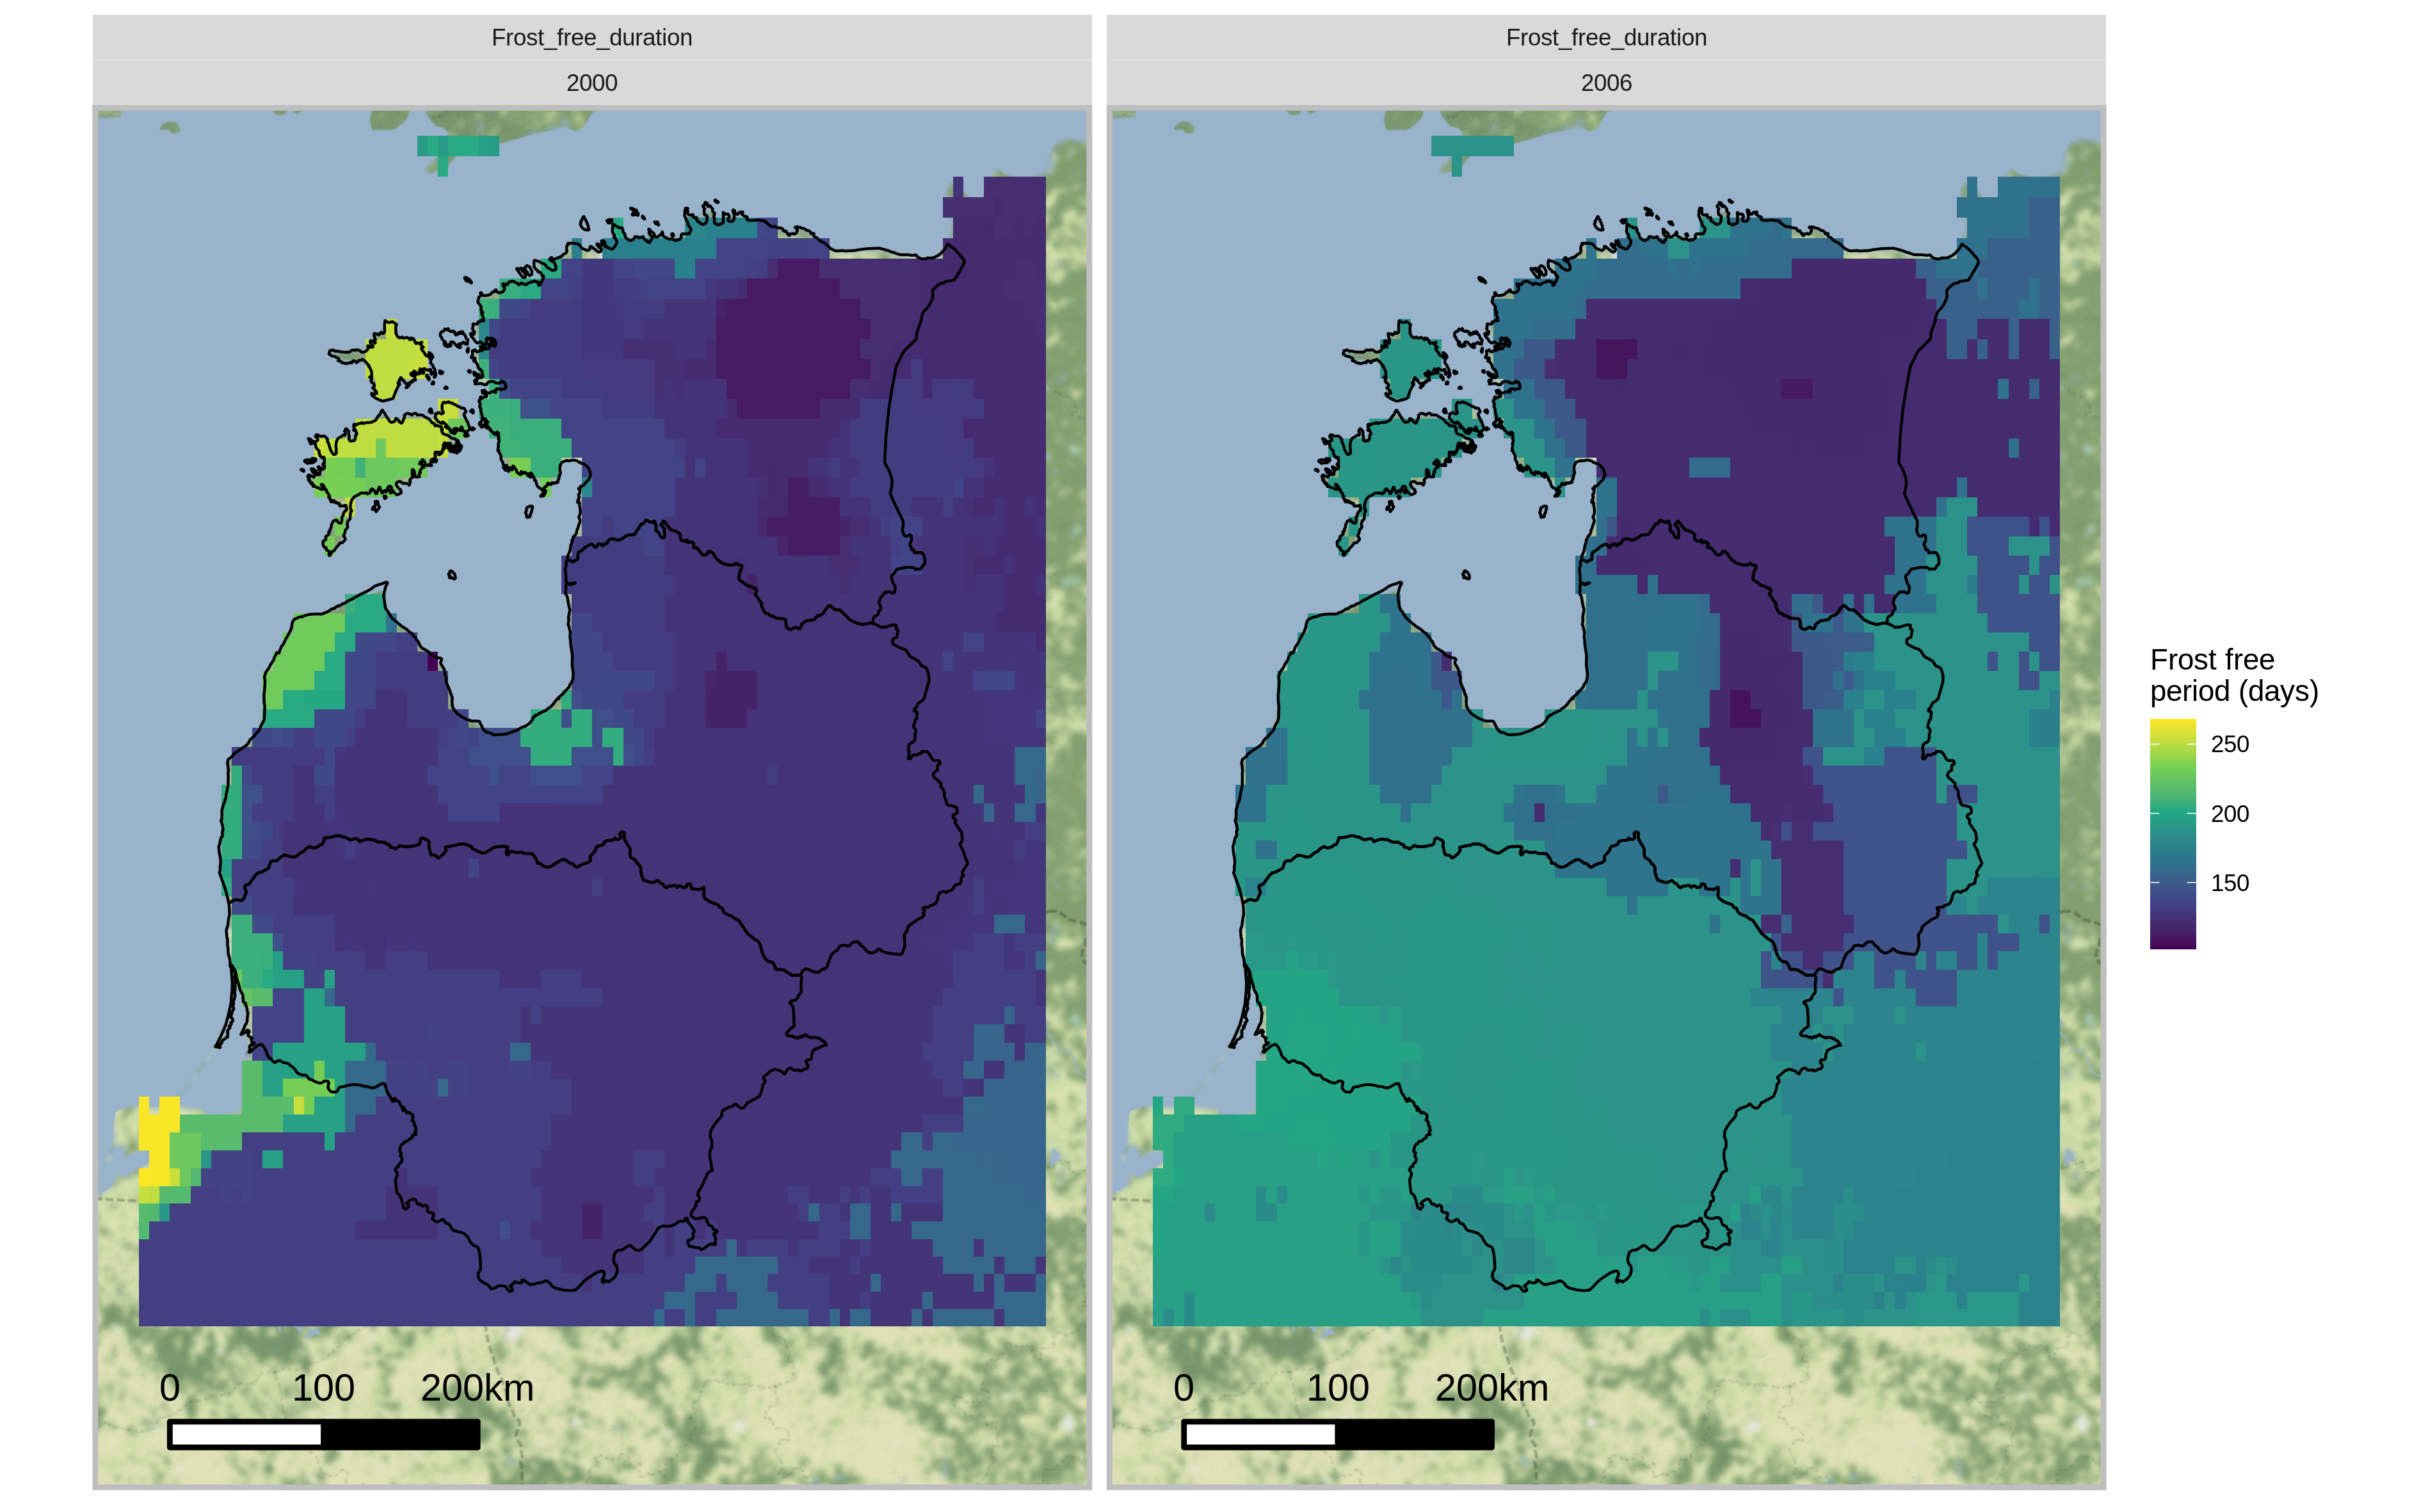 Frost_free_duration
2000
Frost_free_duration
2006
Frost free
period (days)
250
200
150
0 100 200km
0 100 200km